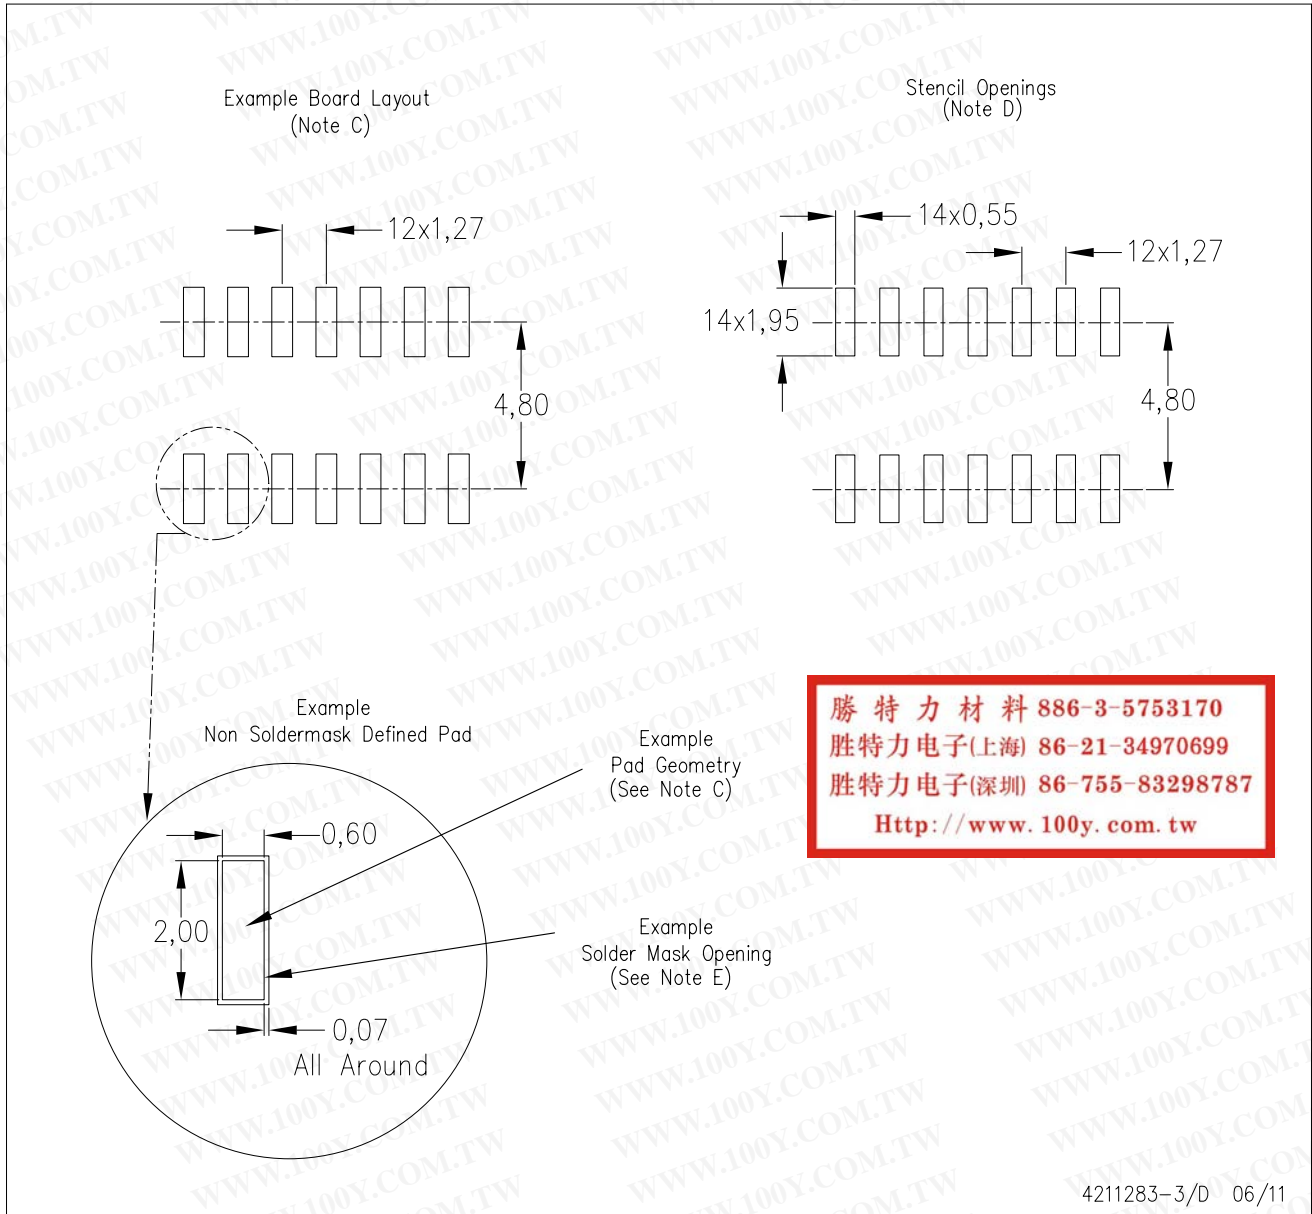 Example Board Layout
(Note C)
Stencil Openings
(Note D)
12x1,27
14x0,55
12x1,27
14x1,95
4,80
4,80
Example
Non Soldermask Defined Pad
Example
Pad Geometry
(See Note C)
0,60
2,00
Example
Solder Mask Opening
(See Note E)
0,07
All Around
勝特力材料 886-3-5753170
胜特力电子(上海) 86-21-34970699
胜特力电子(深圳) 86-755-83298787
Http://www.100y.com.tw
4211283-3/D 06/11
WWW.100Y.COM.TW